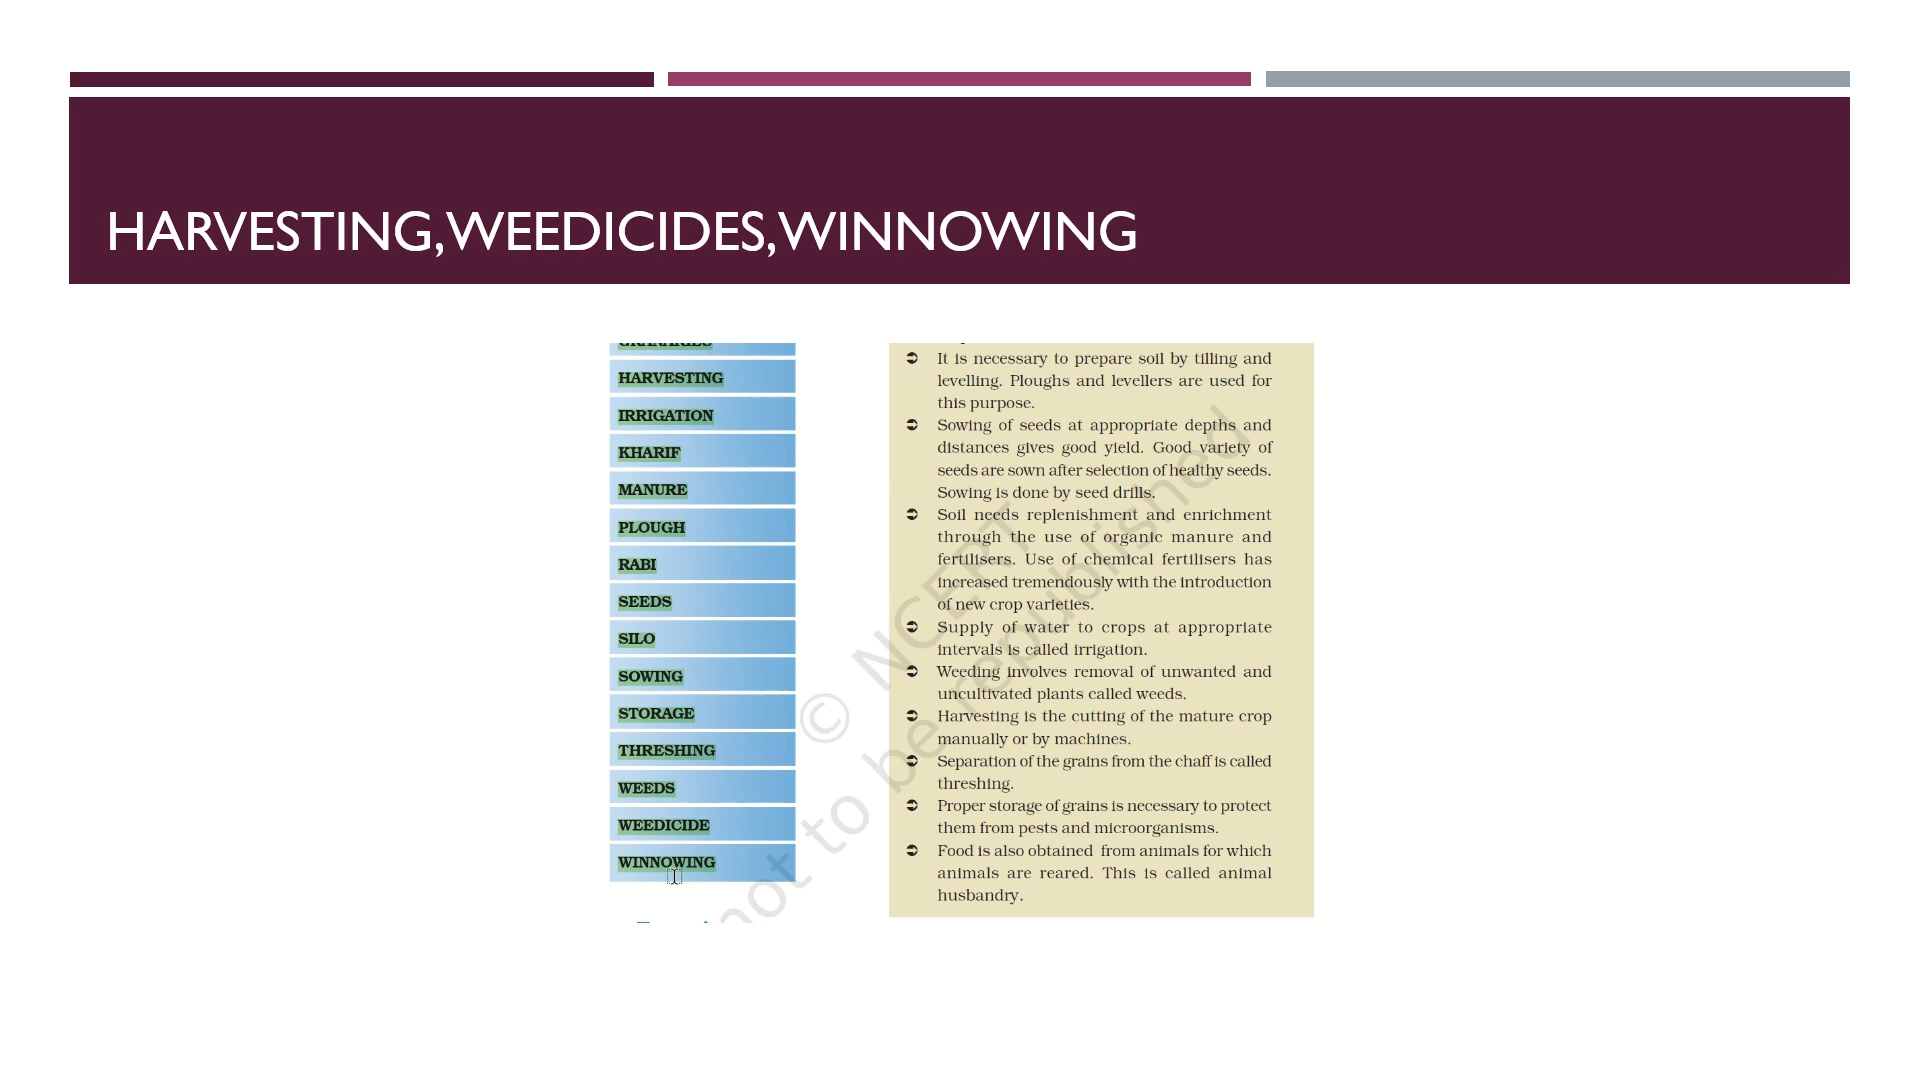 HARVESTING,WEEDICIDES,WINNOWING
GRANARIES
HARVESTING
IRRIGATION
KHARIF
MANURE
PLOUGH
RABI
SEEDS
SILO
SOWING
STORAGE
THRESHING
WEEDS
WEEDICIDE
WINNOWING
➲ It is necessary to prepare soil by tilling and
levelling. Ploughs and levellers are used for
this purpose.
➲ Sowing of seeds at appropriate depths and
distances gives good yield. Good variety of
seeds are sown after selection of healthy seeds.
Sowing is done by seed drills.
➲ Soil needs replenishment and enrichment
through the use of organic manure and
fertilisers. Use of chemical fertilisers has
increased tremendously with the introduction
of new crop varieties.
➲ Supply of water to crops at appropriate
intervals is called irrigation.
➲ Weeding involves removal of unwanted and
uncultivated plants called weeds.
➲ Harvesting is the cutting of the mature crop
manually or by machines.
➲ Separation of the grains from the chaff is called
threshing.
➲ Proper storage of grains is necessary to protect
them from pests and microorganisms.
➲ Food is also obtained from animals for which
animals are reared. This is called animal
husbandry.
© NCERT
not to be republished